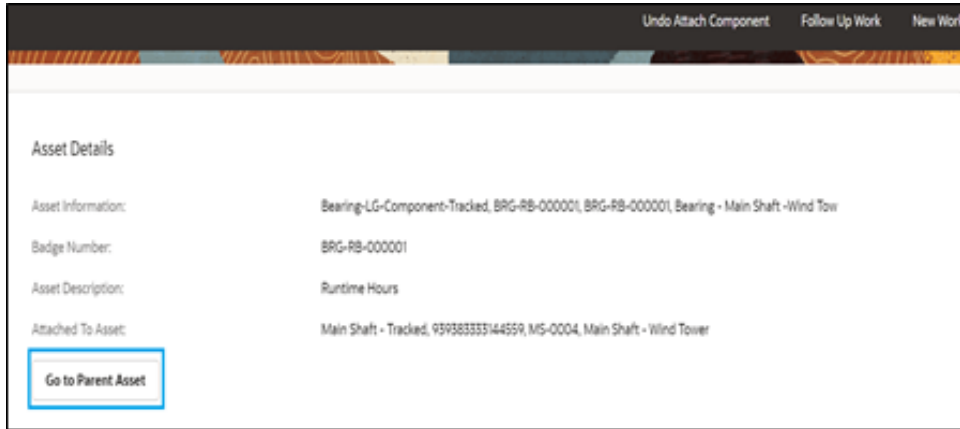 Undo Attach Component Follow Up Work New Work
Asset Details
Asset Information: Bearing-LG-Component-Tracked, BRG-RB-000001, BRG-RB-000001, Bearing - Main Shaft -Wind Tow
Badge Number: BRG-RB-000001
Asset Description: Runtime Hours
Attached To Asset: Main Shaft - Tracked, 939383333144559, MS-0004, Main Shaft - Wind Tower
Go to Parent Asset